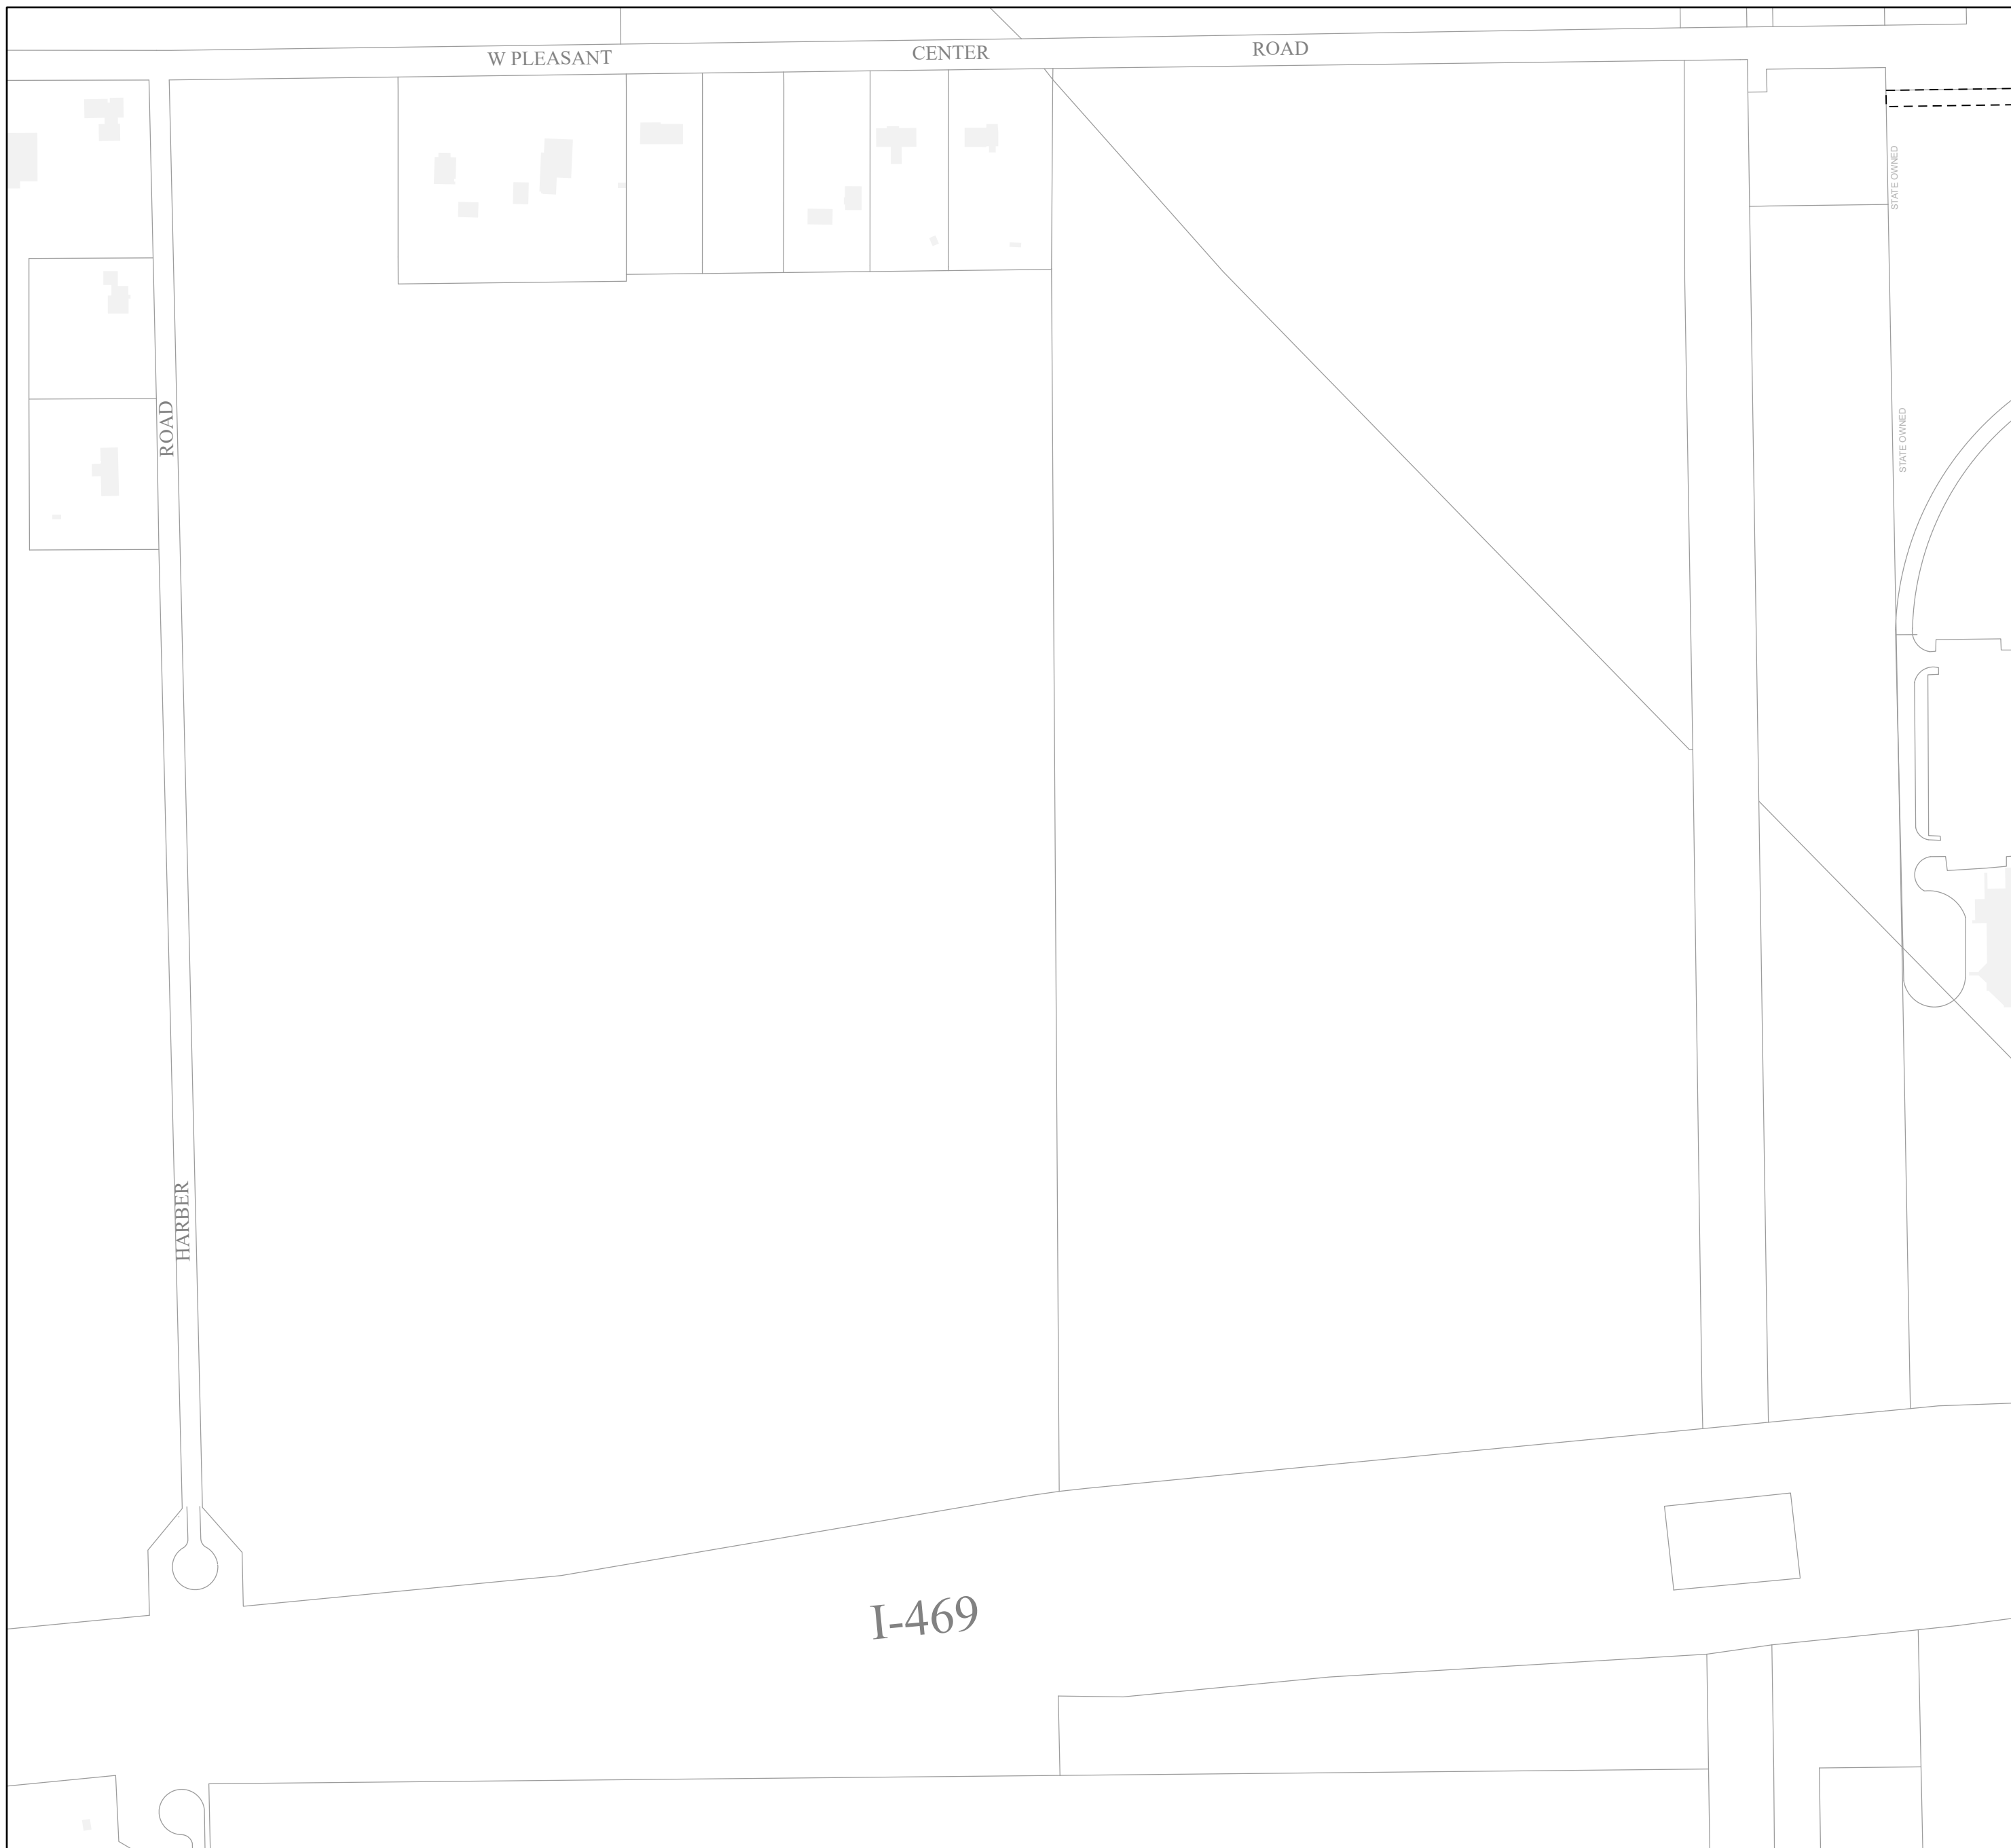 W PLEASANT CENTER ROAD
STATE OWNED
STATE OWNED
HARBER ROAD
I-469